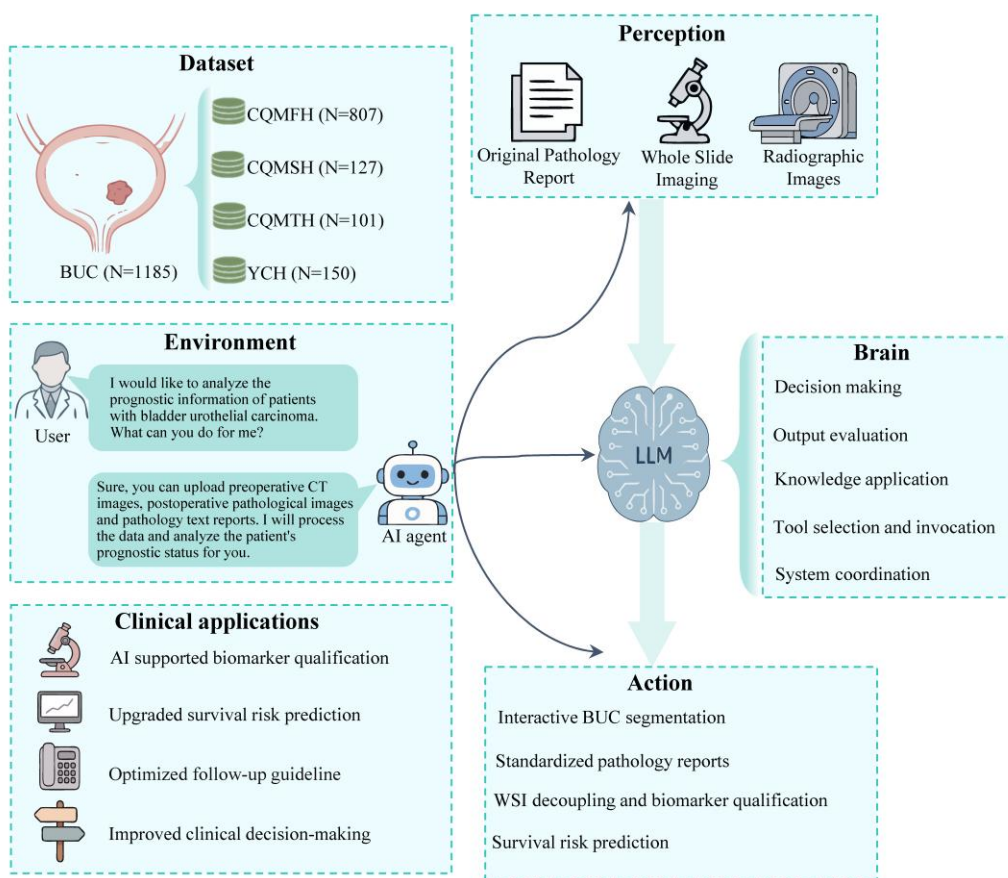 Dataset
CQMFH (N=807)
CQMSH (N=127)
CQMTH (N=101)
YCH (N=150)
BUC (N=1185)
Perception
Original Pathology
Report
Whole Slide
Imaging
Radiographic
Images
Environment
I would like to analyze the
prognostic information of patients
with bladder urothelial carcinoma.
What can you do for me?
User
Sure, you can upload preoperative CT
images, postoperative pathological images
and pathology text reports. I will process
the data and analyze the patient's
prognostic status for you.
AI agent
LLM
Brain
Decision making
Output evaluation
Knowledge application
Tool selection and invocation
System coordination
Clinical applications
AI supported biomarker qualification
Upgraded survival risk prediction
Optimized follow-up guideline
Improved clinical decision-making
Action
Interactive BUC segmentation
Standardized pathology reports
WSI decoupling and biomarker qualification
Survival risk prediction